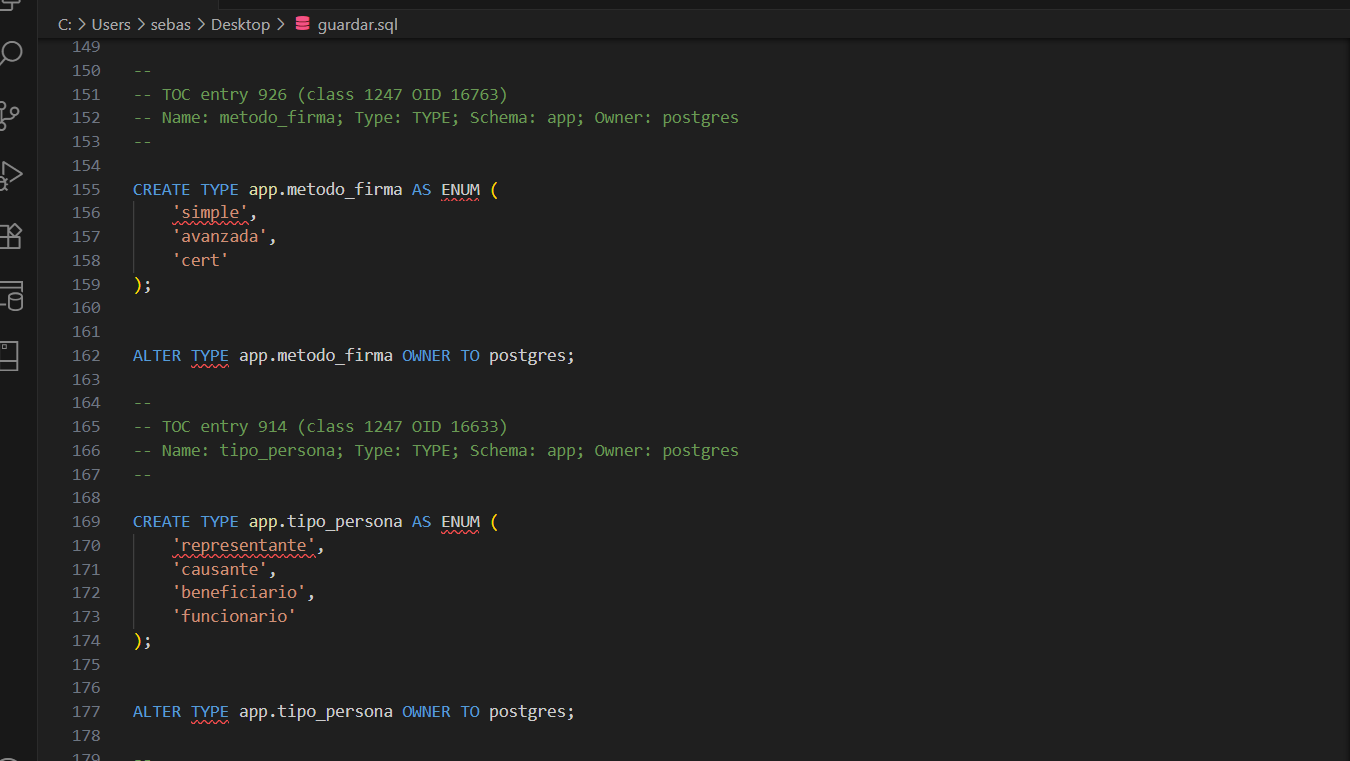 C: > Users > sebas > Desktop > guardar.sql
149
150 --
151 -- TOC entry 926 (class 1247 OID 16763)
152 -- Name: metodo_firma; Type: TYPE; Schema: app; Owner: postgres
153 --
154
155 CREATE TYPE app.metodo_firma AS ENUM (
156     'simple',
157     'avanzada',
158     'cert'
159 );
160
161
162 ALTER TYPE app.metodo_firma OWNER TO postgres;
163
164 --
165 -- TOC entry 914 (class 1247 OID 16633)
166 -- Name: tipo_persona; Type: TYPE; Schema: app; Owner: postgres
167 --
168
169 CREATE TYPE app.tipo_persona AS ENUM (
170     'representante',
171     'causante',
172     'beneficiario',
173     'funcionario'
174 );
175
176
177 ALTER TYPE app.tipo_persona OWNER TO postgres;
178
179 --